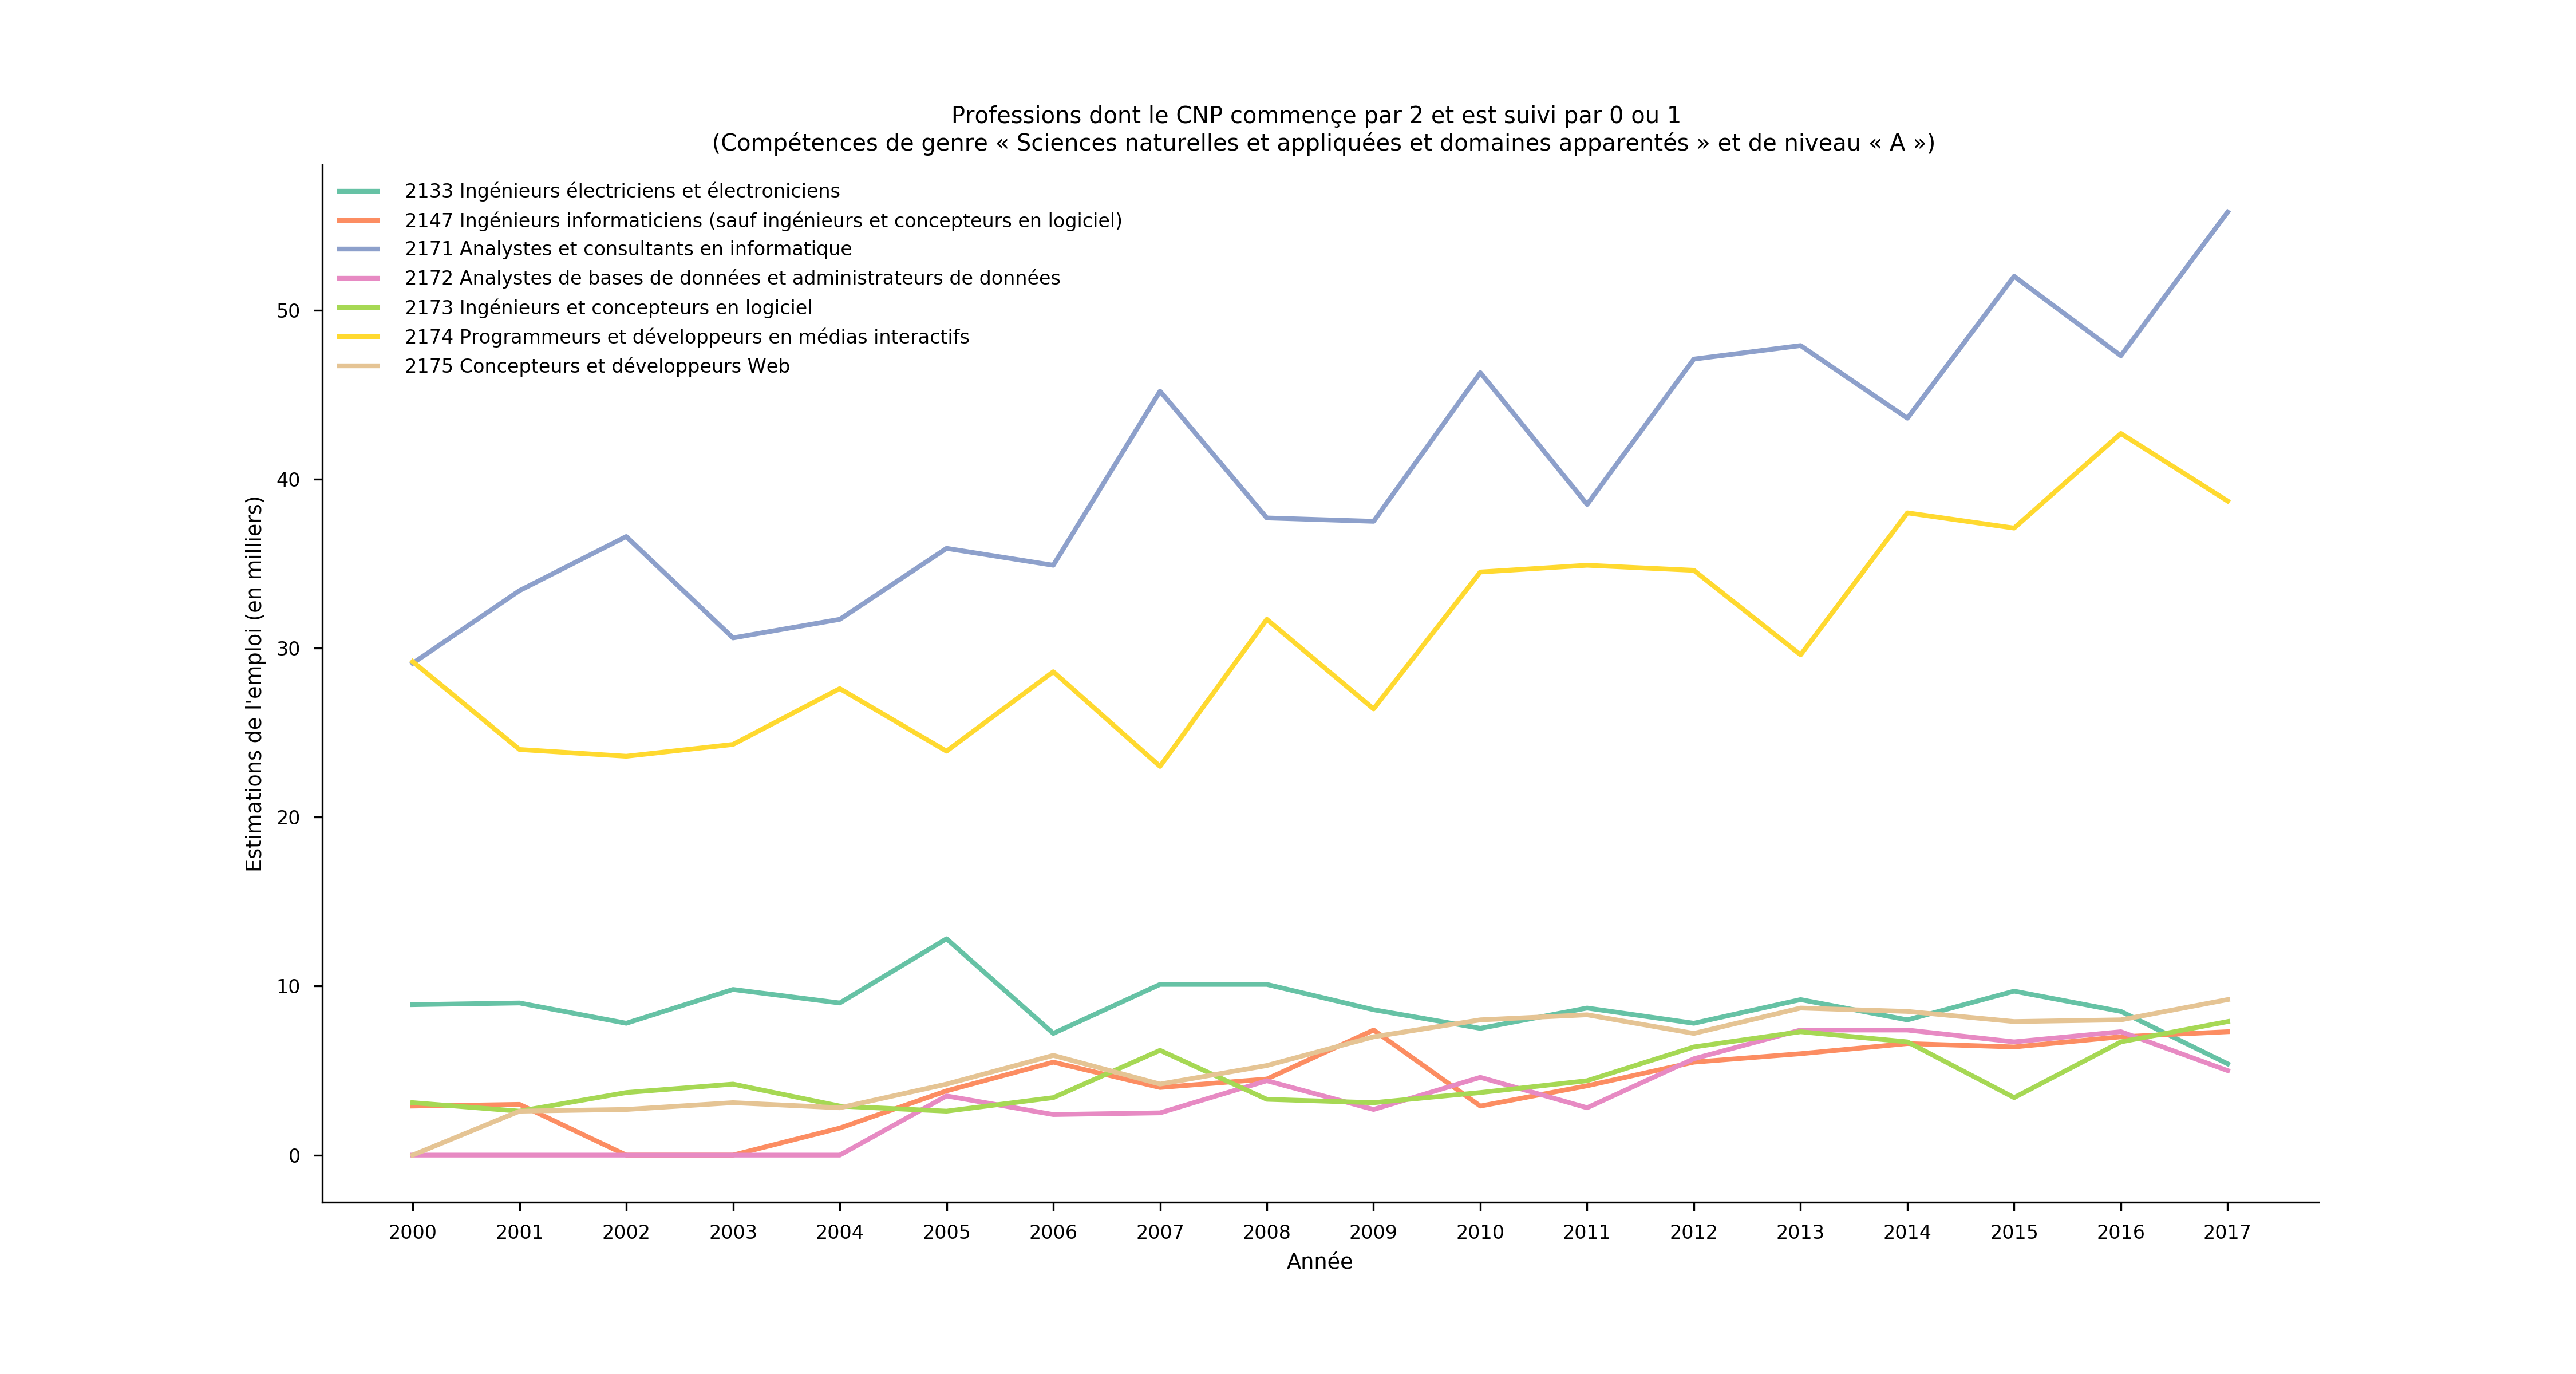 Professions dont le CNP commençe par 2 et est suivi par 0 ou 1
(Compétences de genre « Sciences naturelles et appliquées et domaines apparentés » et de niveau « A »)
2133 Ingénieurs électriciens et électroniciens
2147 Ingénieurs informaticiens (sauf ingénieurs et concepteurs en logiciel)
2171 Analystes et consultants en informatique
2172 Analystes de bases de données et administrateurs de données
2173 Ingénieurs et concepteurs en logiciel
2174 Programmeurs et développeurs en médias interactifs
2175 Concepteurs et développeurs Web
Estimations de l'emploi (en milliers)
50
40
30
20
10
0
2000 2001 2002 2003 2004 2005 2006 2007 2008 2009 2010 2011 2012 2013 2014 2015 2016 2017
Année